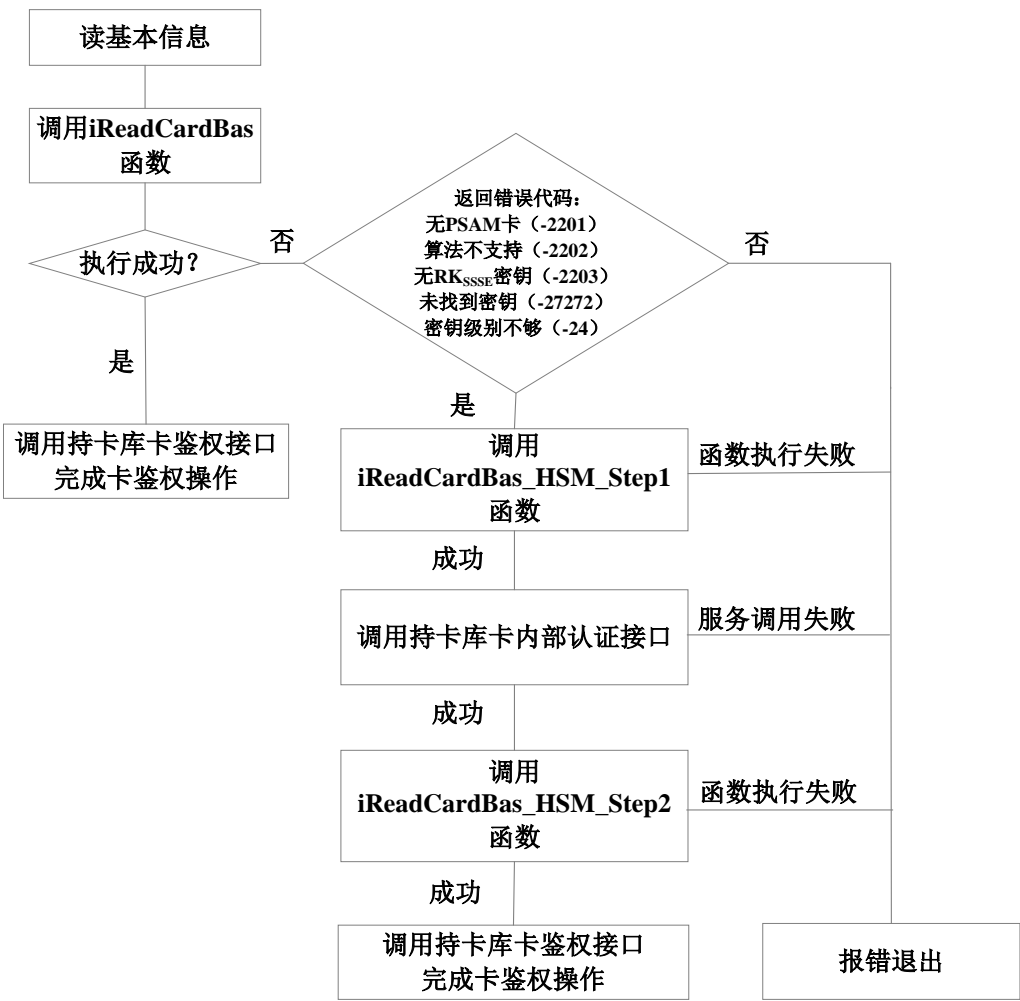 读基本信息
调用iReadCardBas
函数
执行成功？
否
是
调用持卡库卡鉴权接口
完成卡鉴权操作
返回错误代码：
无PSAM卡（-2201）
算法不支持（-2202）
无RKSSSE密钥（-2203）
未找到密钥（-27272）
密钥级别不够（-24）
否
是
调用
iReadCardBas_HSM_Step1
函数
函数执行失败
成功
调用持卡库卡内部认证接口
服务调用失败
成功
调用
iReadCardBas_HSM_Step2
函数
函数执行失败
成功
调用持卡库卡鉴权接口
完成卡鉴权操作
报错退出